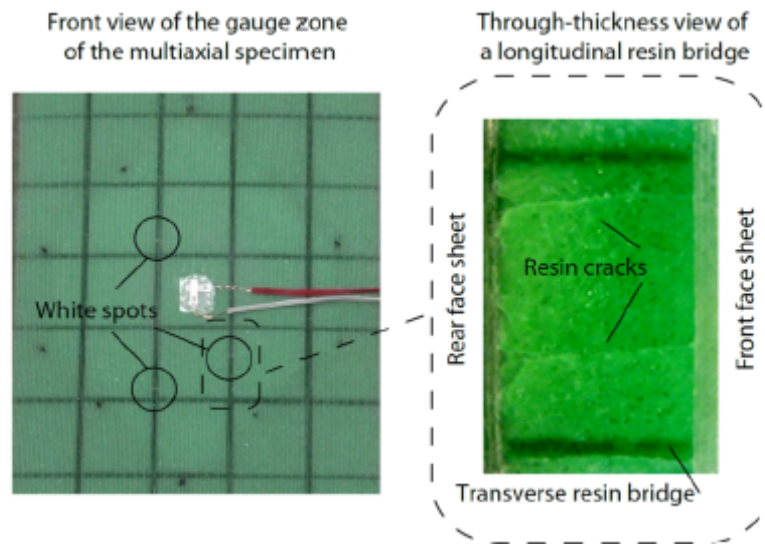 Front view of the gauge zone
of the multiaxial specimen
Through-thickness view of
a longitudinal resin bridge
White spots
Rear face sheet
Resin cracks
Front face sheet
Transverse resin bridge